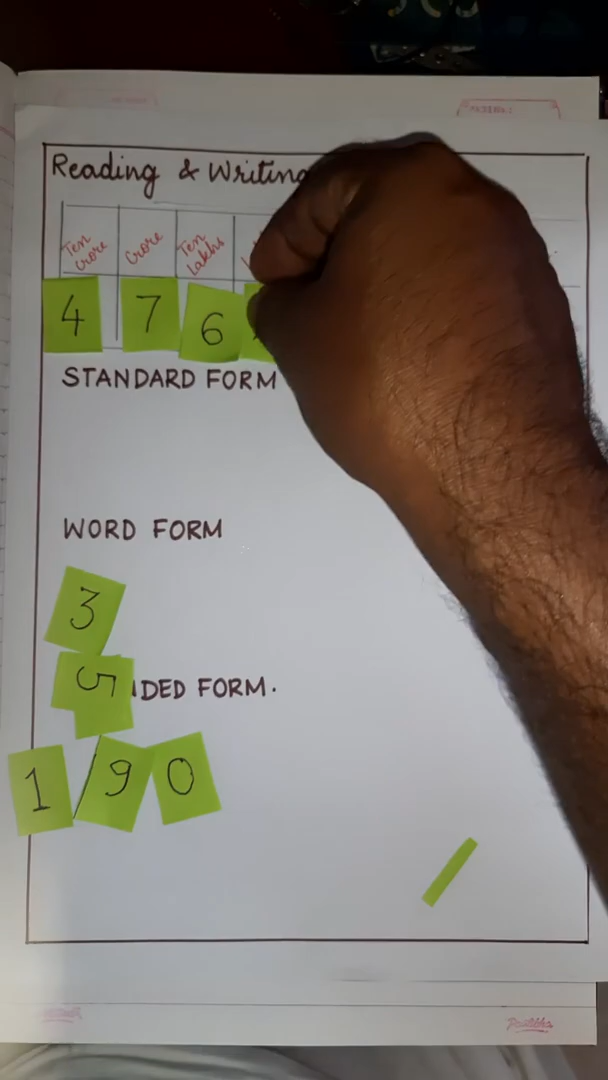 Reading & Writing
Ten crore
Crore
Ten Lakhs
4 7 6
STANDARD FORM
WORD FORM
3
5
DED FORM.
1 9 0